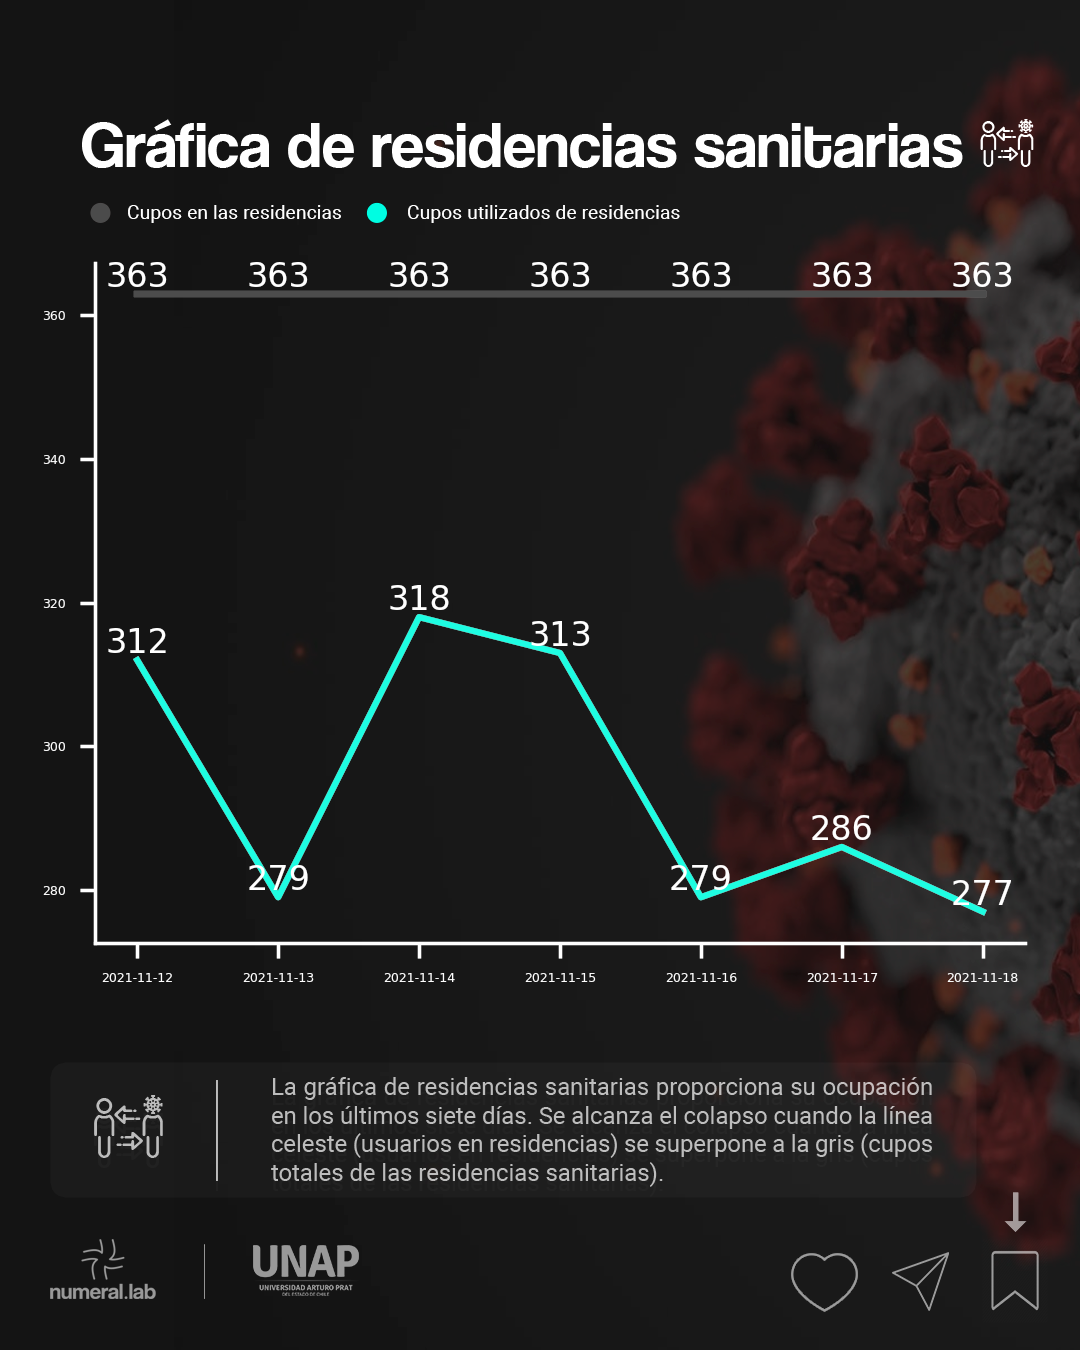 Gráfica de residencias sanitarias
Cupos en las residencias Cupos utilizados de residencias
363 363 363 363 363 363 363
360
340
320
300
280
312 279 318 313 279 286 277
2021-11-12 2021-11-13 2021-11-14 2021-11-15 2021-11-16 2021-11-17 2021-11-18
La gráfica de residencias sanitarias proporciona su ocupación
en los últimos siete días. Se alcanza el colapso cuando la línea
celeste (usuarios en residencias) se superpone a la gris (cupos
totales de las residencias sanitarias).
numeral.lab
UNAP
UNIVERSIDAD ARTURO PRAT
DEL ESTADO DE CHILE